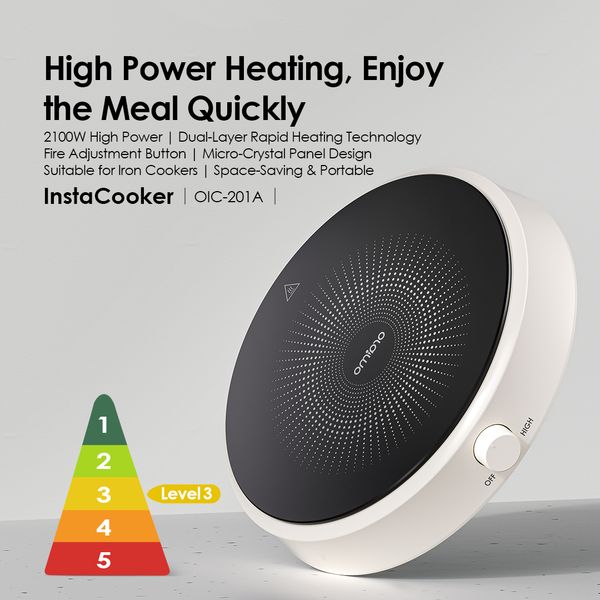 High Power Heating, Enjoy
the Meal Quickly
2100W High Power | Dual-Layer Rapid Heating Technology
Fire Adjustment Button | Micro-Crystal Panel Design
Suitable for Iron Cookers | Space-Saving & Portable
InstaCooker | OIC-201A |
oraimo
HIGH
OFF
1
2
3 Level 3
4
5